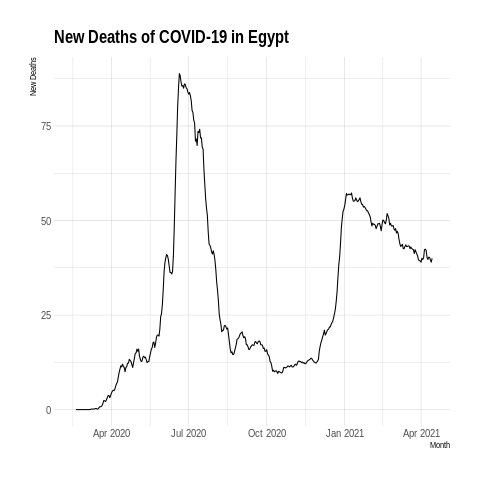 New Deaths of COVID-19 in Egypt
New Deaths
75
50
25
0
Apr 2020 Jul 2020 Oct 2020 Jan 2021 Apr 2021
Month